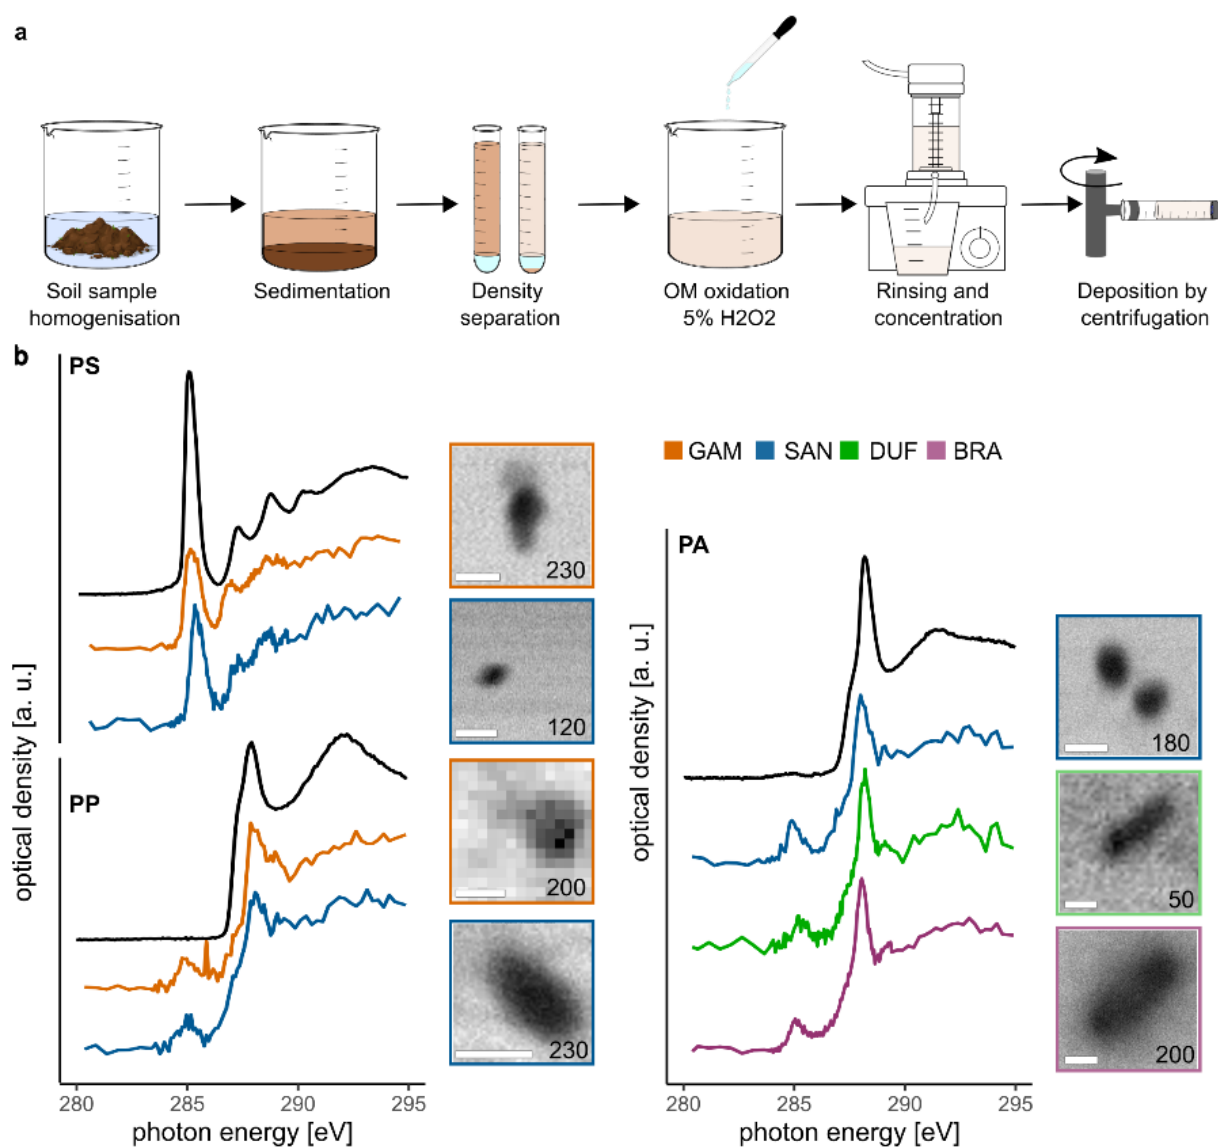 a
Soil sample
homogenisation
Sedimentation
Density
separation
OM oxidation
5% H2O2
Rinsing and
concentration
Deposition by
centrifugation
b
PS
230
120
optical density [a. u.]
PP
200
230
280
285
290
295
photon energy [eV]
GAM
SAN
DUF
BRA
PA
180
50
200
optical density [a. u.]
280
285
290
295
photon energy [eV]